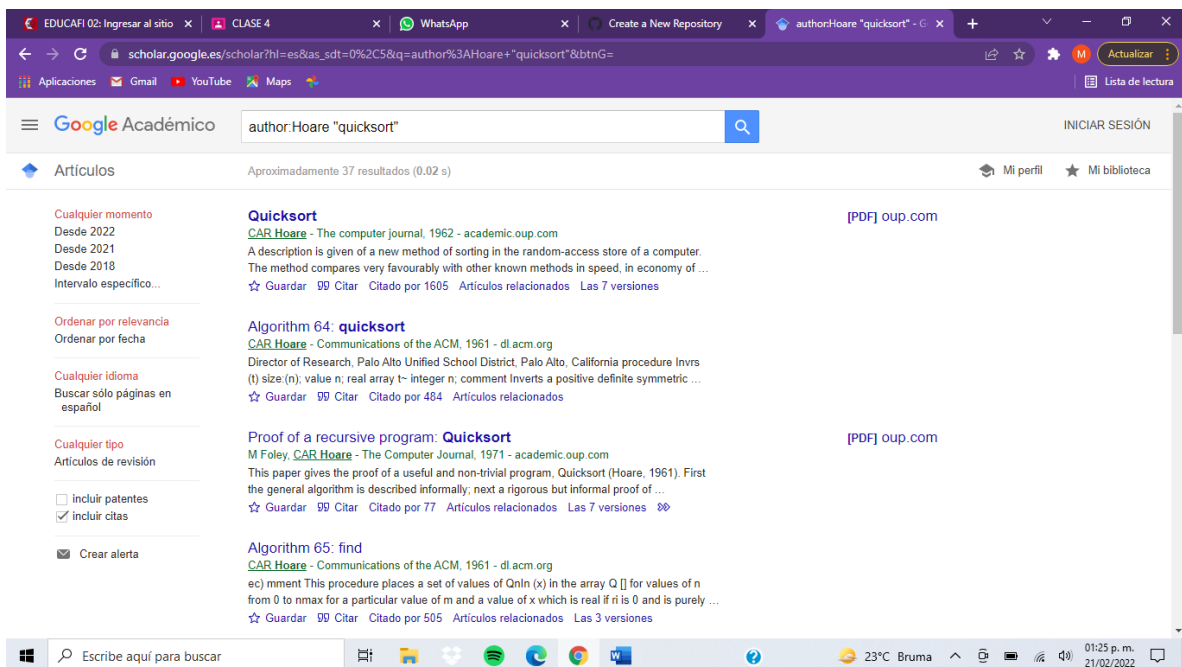 EDUCAFI 02: Ingresar al sitio
CLASE 4
WhatsApp
Create a New Repository
author:Hoare "quicksort" - G
scholar.google.es/scholar?hl=es&as_sdt=0%2C5&q=author%3AHoare+"quicksort"&btnG=
M
Actualizar
Aplicaciones
Gmail
YouTube
Maps
Lista de lectura
Google Académico
author:Hoare "quicksort"
INICIAR SESIÓN
Artículos
Aproximadamente 37 resultados (0.02 s)
Mi perfil
Mi biblioteca
Cualquier momento
Desde 2022
Desde 2021
Desde 2018
Intervalo específico...
Ordenar por relevancia
Ordenar por fecha
Cualquier idioma
Buscar sólo páginas en
español
Cualquier tipo
Artículos de revisión
incluir patentes
incluir citas
Crear alerta
Quicksort
[PDF] oup.com
CAR Hoare - The computer journal, 1962 - academic.oup.com
A description is given of a new method of sorting in the random-access store of a computer.
The method compares very favourably with other known methods in speed, in economy of ...
Guardar Citar Citado por 1605 Artículos relacionados Las 7 versiones
Algorithm 64: quicksort
CAR Hoare - Communications of the ACM, 1961 - dl.acm.org
Director of Research, Palo Alto Unified School District, Palo Alto, California procedure Invrs
(t) size:(n); value n; real array t~ integer n; comment Inverts a positive definite symmetric ...
Guardar Citar Citado por 484 Artículos relacionados
Proof of a recursive program: Quicksort
[PDF] oup.com
M Foley, CAR Hoare - The Computer Journal, 1971 - academic.oup.com
This paper gives the proof of a useful and non-trivial program, Quicksort (Hoare, 1961). First
the general algorithm is described informally; next a rigorous but informal proof of ...
Guardar Citar Citado por 77 Artículos relacionados Las 7 versiones
Algorithm 65: find
CAR Hoare - Communications of the ACM, 1961 - dl.acm.org
ec) mment This procedure places a set of values of Qnln (x) in the array Q [] for values of n
from 0 to nmax for a particular value of m and a value of x which is real if ri is 0 and is purely ...
Guardar Citar Citado por 505 Artículos relacionados Las 3 versiones
Escribe aquí para buscar
23°C Bruma
01:25 p. m.
21/02/2022